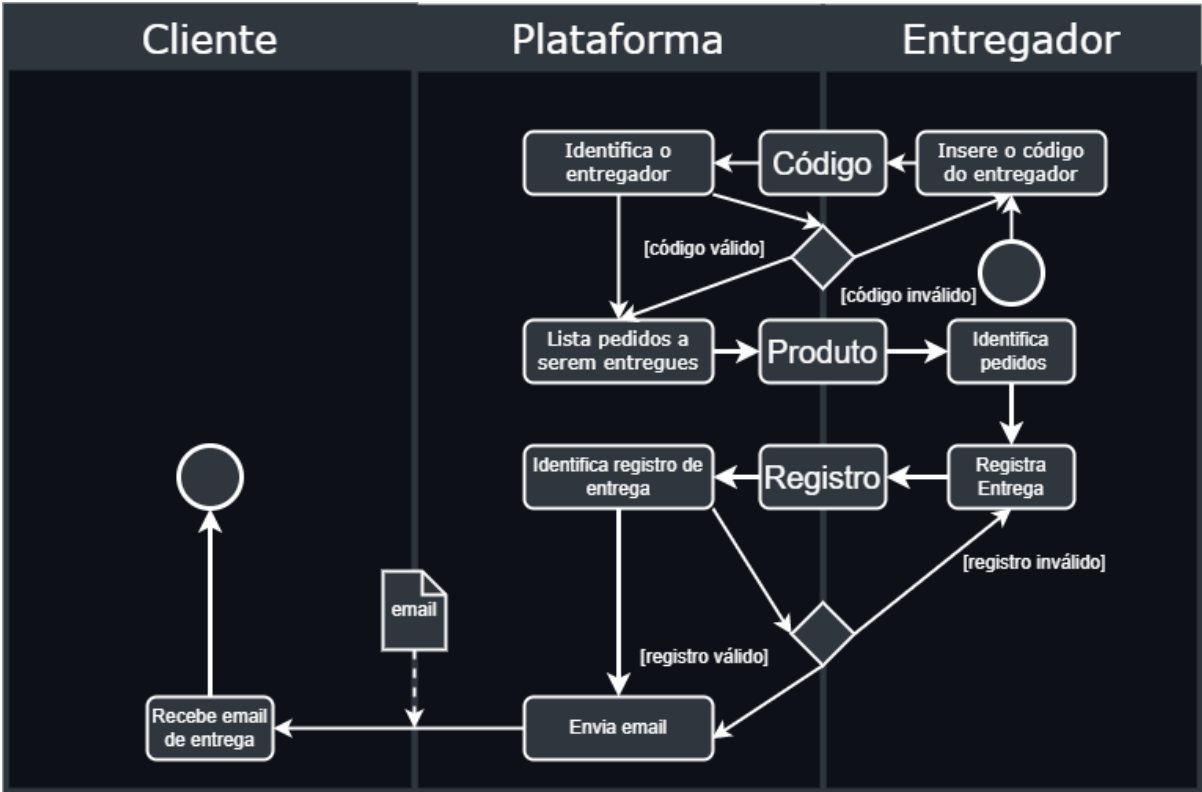 Cliente
Plataforma
Entregador
Identifica o
entregador
Código
Insere o código
do entregador
[código válido]
[código inválido]
Lista pedidos a
serem entregues
Produto
Identifica
pedidos
Identifica registro de
entrega
Registro
Registra
Entrega
[registro inválido]
email
[registro válido]
Recebe email
de entrega
Envia email